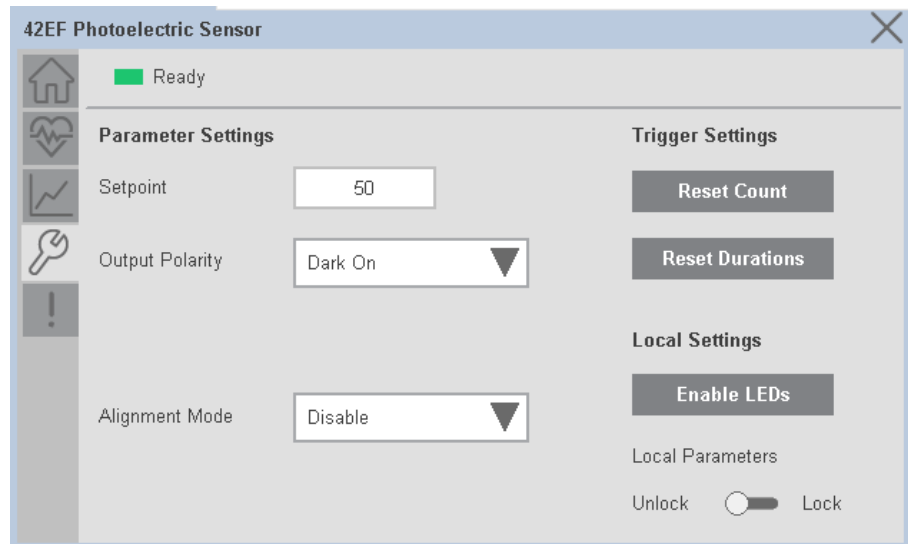 42EF Photoelectric Sensor
Ready
Parameter Settings
Setpoint
50
Output Polarity
Dark On
Alignment Mode
Disable
Trigger Settings
Reset Count
Reset Durations
Local Settings
Enable LEDs
Local Parameters
Unlock
Lock